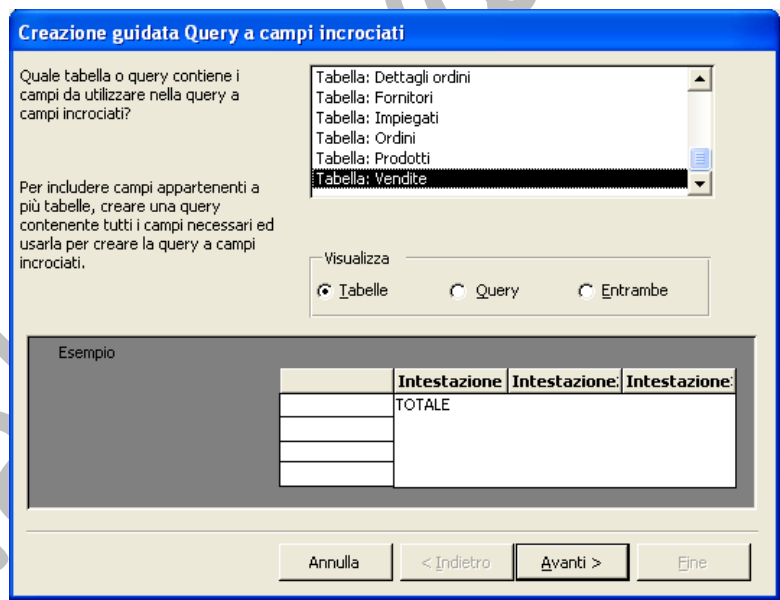 Creazione guidata Query a campi incrociati
Quale tabella o query contiene i
campi da utilizzare nella query a
campi incrociati?
Per includere campi appartenenti a
più tabelle, creare una query
contenente tutti i campi necessari ed
usarla per creare la query a campi
incrociati.
Tabella: Dettagli ordini
Tabella: Fornitori
Tabella: Impiegati
Tabella: Ordini
Tabella: Prodotti
Tabella: Vendite
Visualizza
Tabelle Query Entrambe
Esempio
Intestazione Intestazione Intestazione
TOTALE
Annulla < Indietro Avanti > Fine